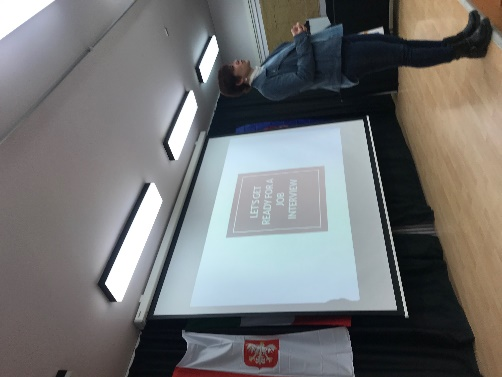 LET'S GET
READY FOR A
JOB
INTERVIEW